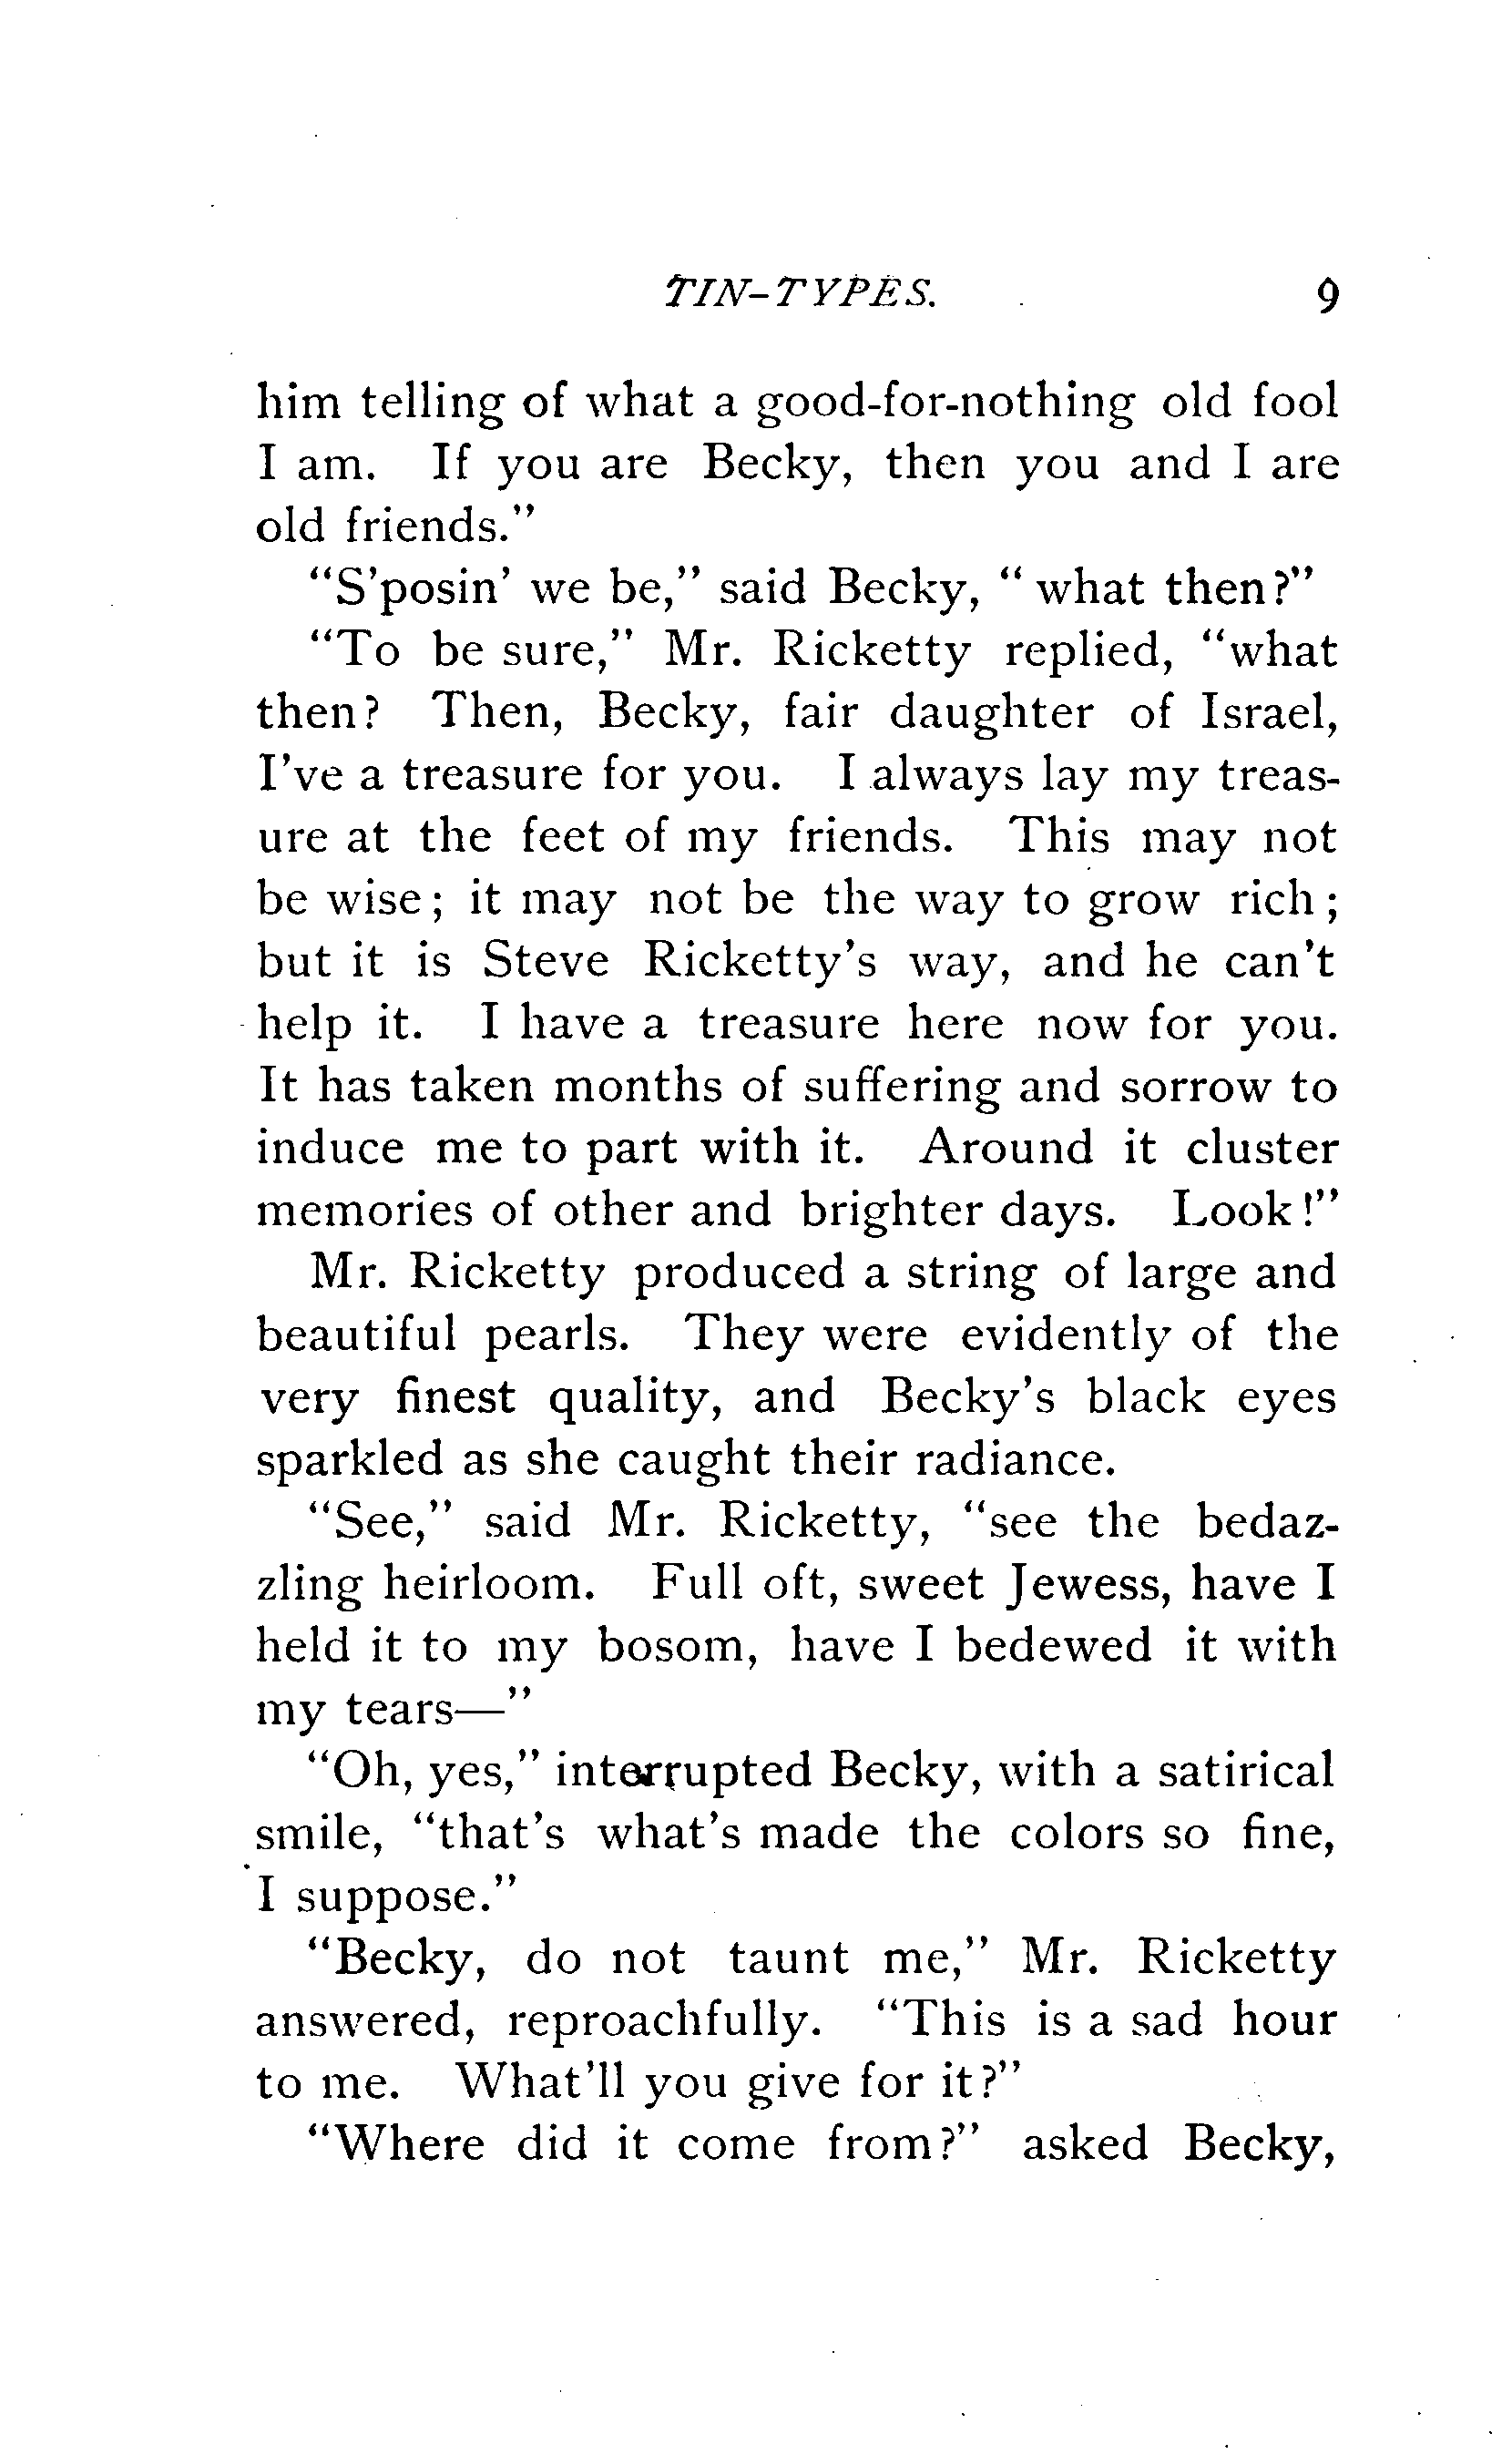 TIN-TYPES. 9
him telling of what a good-for-nothing old fool
I am. If you are Becky, then you and I are
old friends."
"S'posin' we be," said Becky, " what then?"
"To be sure," Mr. Ricketty replied, "what
then? Then, Becky, fair daughter of Israel,
I've a treasure for you. I always lay my treas-
ure at the feet of my friends. This may not
be wise; it may not be the way to grow rich;
but it is Steve Ricketty's way, and he can't
help it. I have a treasure here now for you.
It has taken months of suffering and sorrow to
induce me to part with it. Around it cluster
memories of other and brighter days. Look!"
Mr. Ricketty produced a string of large and
beautiful pearls. They were evidently of the
very finest quality, and Becky's black eyes
sparkled as she caught their radiance.
"See," said Mr. Ricketty, "see the bedaz-
zling heirloom. Full oft, sweet Jewess, have I
held it to my bosom, have I bedewed it with
my tears—"
"Oh, yes," interrupted Becky, with a satirical
smile, "that's what's made the colors so fine,
I suppose."
"Becky, do not taunt me," Mr. Ricketty
answered, reproachfully. "This is a sad hour
to me. What'll you give for it?"
"Where did it come from?" asked Becky,